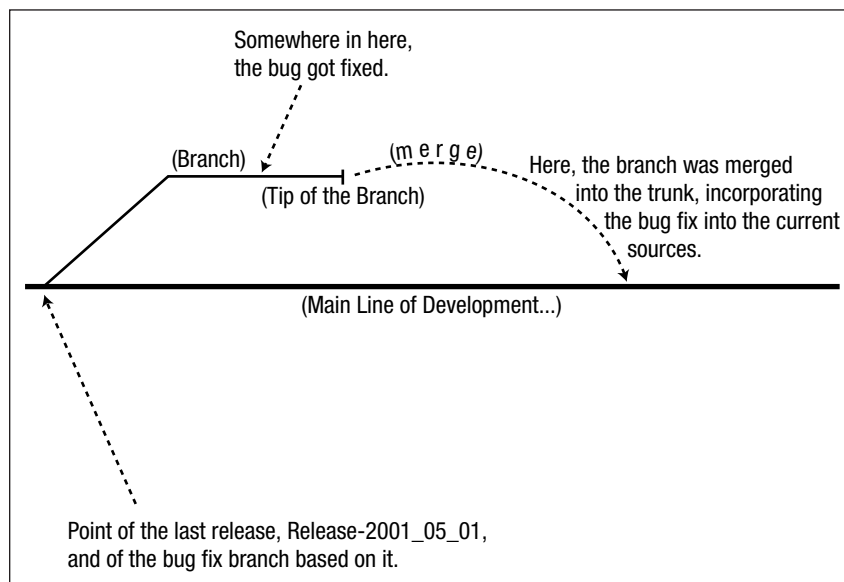 Somewhere in here,
the bug got fixed.
(Branch)
(merge)
(Tip of the Branch)
Here, the branch was merged
into the trunk, incorporating
the bug fix into the current
sources.
(Main Line of Development...)
Point of the last release, Release-2001_05_01,
and of the bug fix branch based on it.